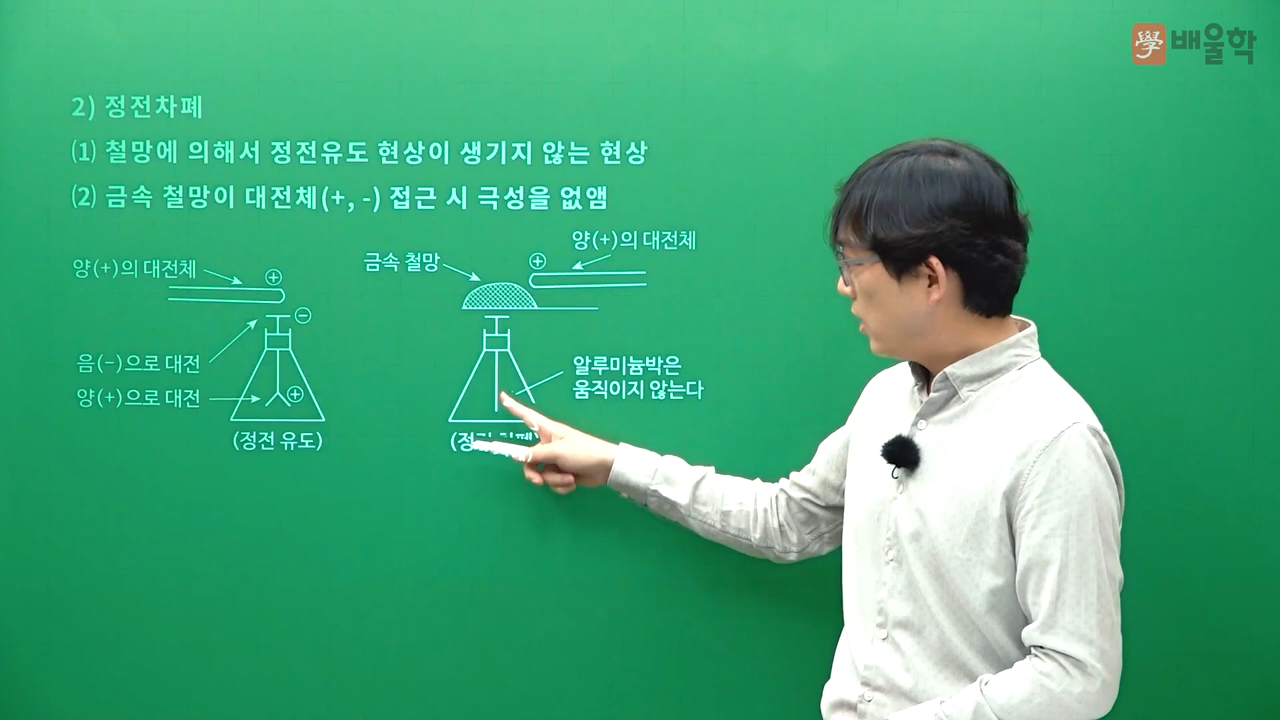 學 배울학
2) 정전차폐
(1) 철망에 의해서 정전유도 현상이 생기지 않는 현상
(2) 금속 철망이 대전체(+, -) 접근 시 극성을 없앰
양(+)의 대전체
+
-
음(-)으로 대전
양(+)으로 대전
+
(정전 유도)
금속 철망
양(+)의 대전체
+
알루미늄박은
움직이지 않는다